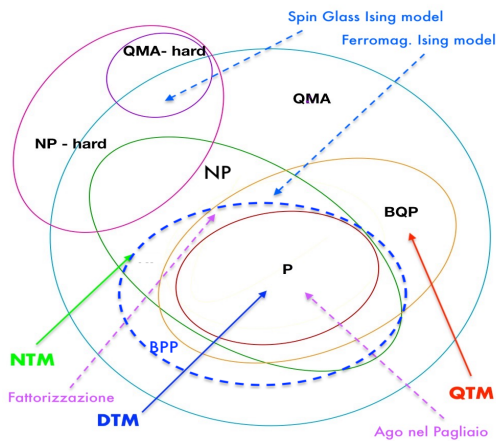 Spin Glass Ising model
Ferromag. Ising model
QMA- hard
QMA
NP - hard
NP
BQP
P
BPP
NTM
Fattorizzazione
DTM
QTM
Ago nel Pagliaio